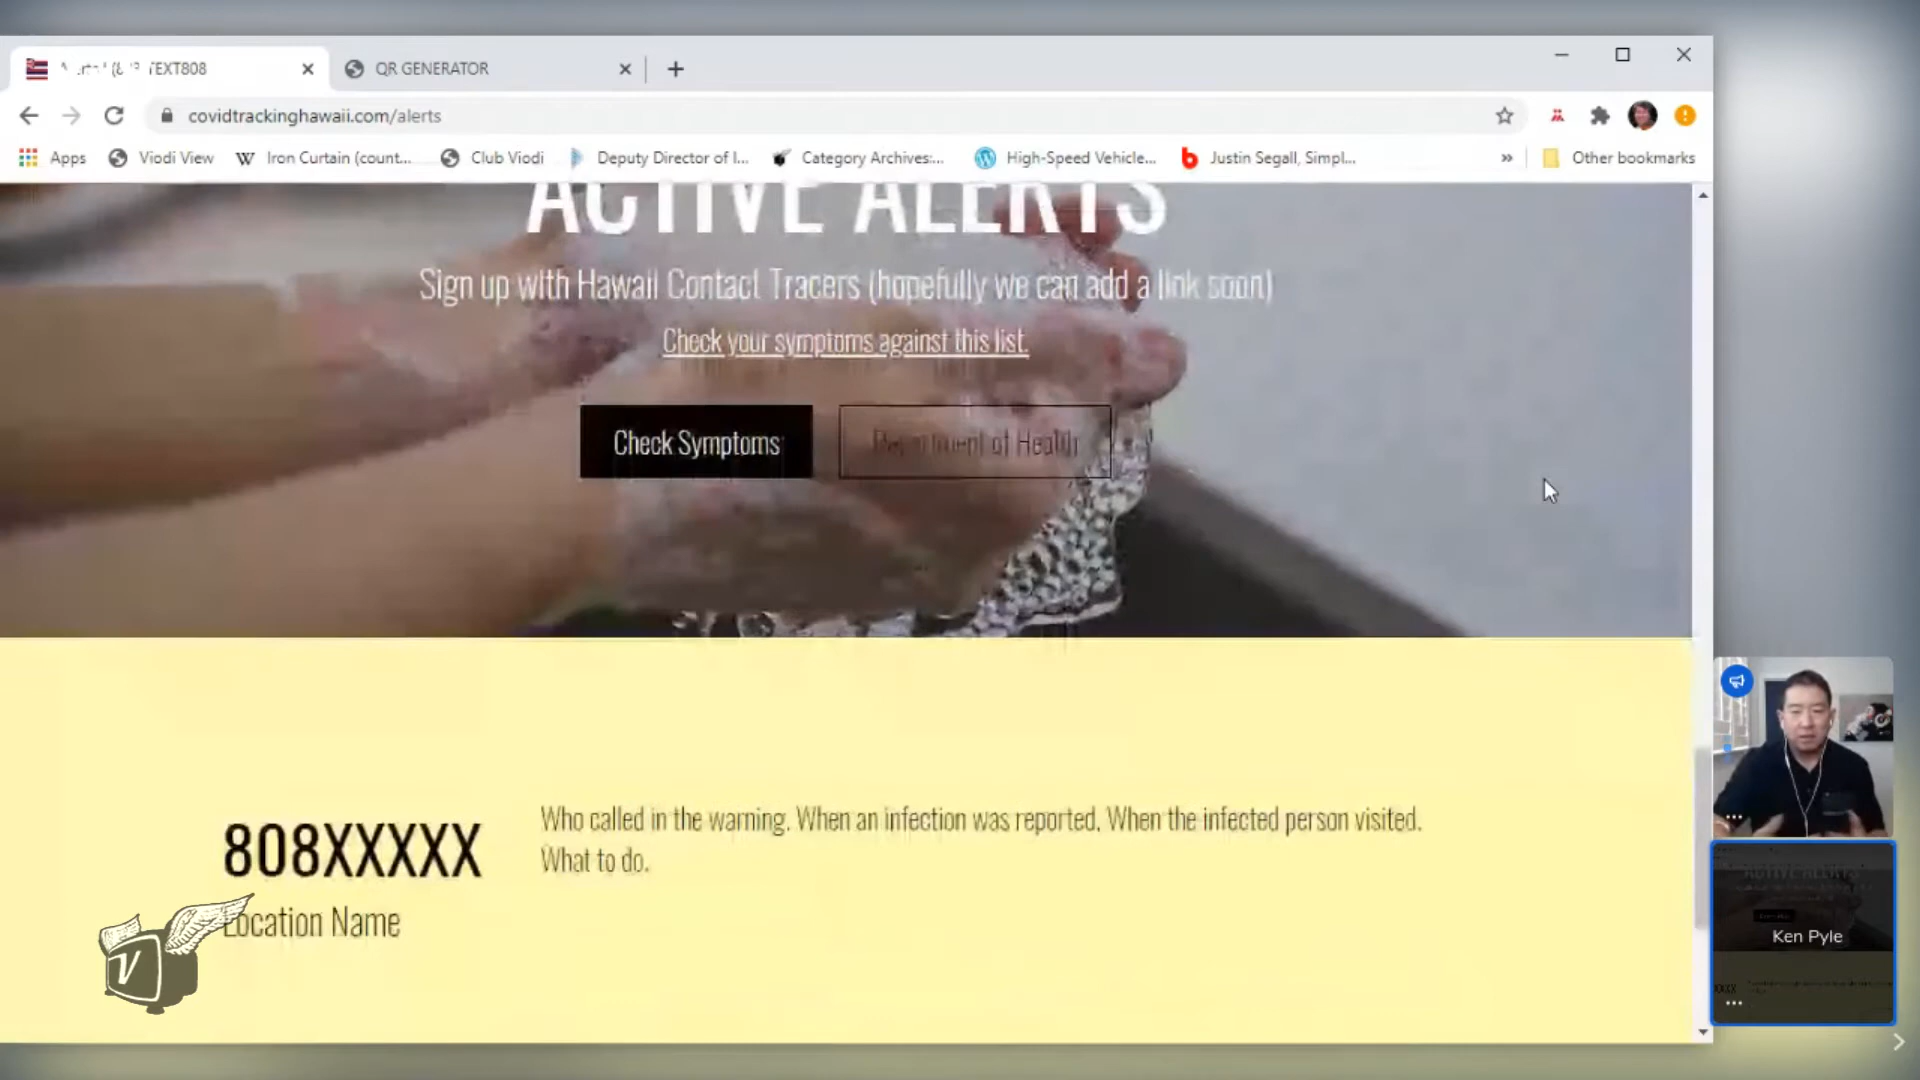 TEXT808
QR GENERATOR
covidtrackinghawaii.com/alerts
Apps
Viodi View
W
Iron Curtain (count...
Club Viodi
Deputy Director of I...
Category Archives:...
High-Speed Vehicle...
b
Justin Segall, Simpl...
»
Other bookmarks
ACTIVE ALERTS
Sign up with Hawaii Contact Tracers (hopefully we can add a link soon)
Check your symptoms against this list.
Check Symptoms
Department of Health
808XXXXX
Who called in the warning. When an infection was reported. When the infected person visited.
What to do.
Location Name
V
Ken Pyle